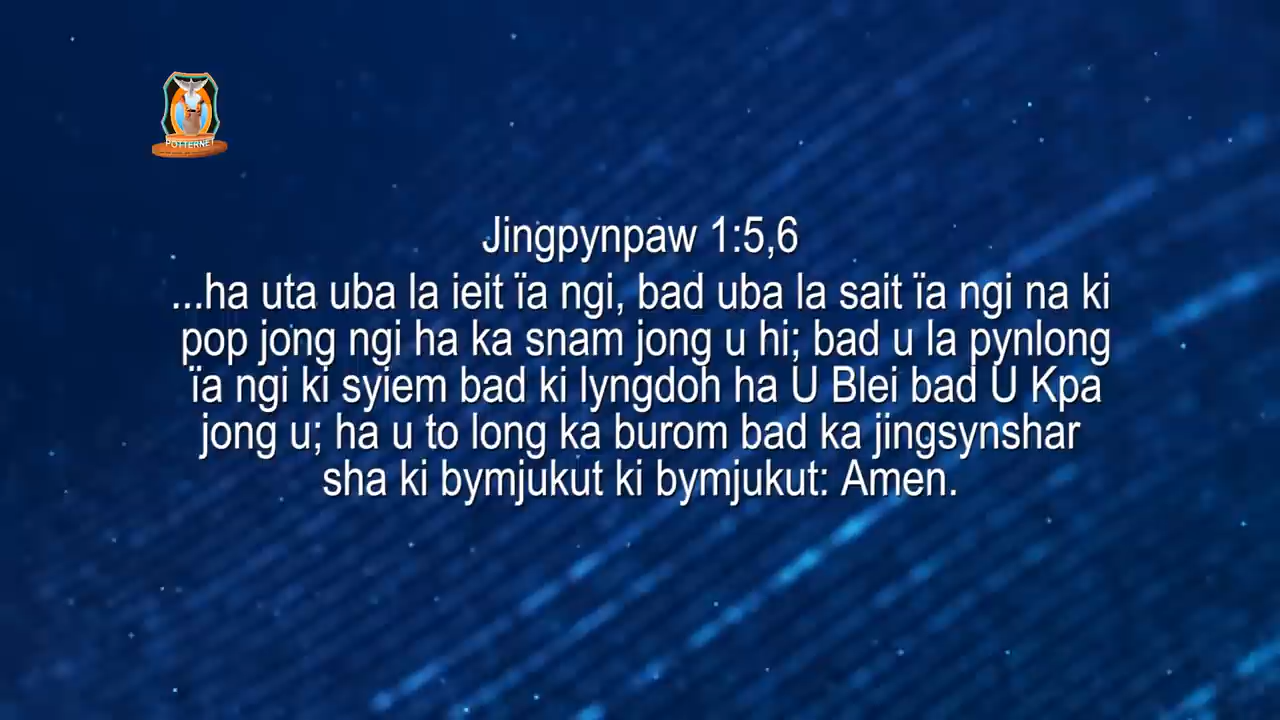 POTTERNET
Jingpynpaw 1:5,6
...ha uta uba la ieit ïa ngi, bad uba la sait ïa ngi na ki
pop jong ngi ha ka snam jong u hi; bad u la pynlong
ïa ngi ki syiem bad ki lyngdoh ha U Blei bad U Kpa
jong u; ha u to long ka burom bad ka jingsynshar
sha ki bymjukut ki bymjukut: Amen.